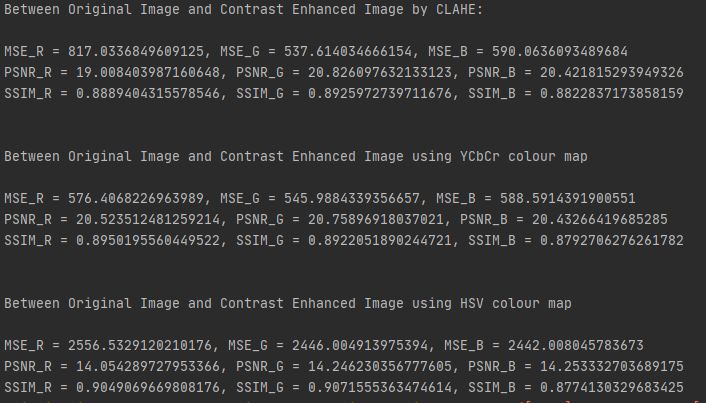 Between Original Image and Contrast Enhanced Image by CLAHE:
MSE_R = 817.0336849609125, MSE_G = 537.614034666154, MSE_B = 590.0636093489684
PSNR_R = 19.008403987160648, PSNR_G = 20.826097632133123, PSNR_B = 20.421815293949326
SSIM_R = 0.8889404315578546, SSIM_G = 0.8925972739711676, SSIM_B = 0.8822837173858159
Between Original Image and Contrast Enhanced Image using YCbCr colour map
MSE_R = 576.4068226963989, MSE_G = 545.9884339356657, MSE_B = 588.5914391900551
PSNR_R = 20.523512481259214, PSNR_G = 20.75896918037021, PSNR_B = 20.43266419685285
SSIM_R = 0.8950195560449522, SSIM_G = 0.8922051890244721, SSIM_B = 0.8792706276261782
Between Original Image and Contrast Enhanced Image using HSV colour map
MSE_R = 2556.5329120210176, MSE_G = 2446.004913975394, MSE_B = 2442.008045783673
PSNR_R = 14.054289727953366, PSNR_G = 14.246230356777605, PSNR_B = 14.253332703689175
SSIM_R = 0.9049069669808176, SSIM_G = 0.9071555363474614, SSIM_B = 0.8774130329683425